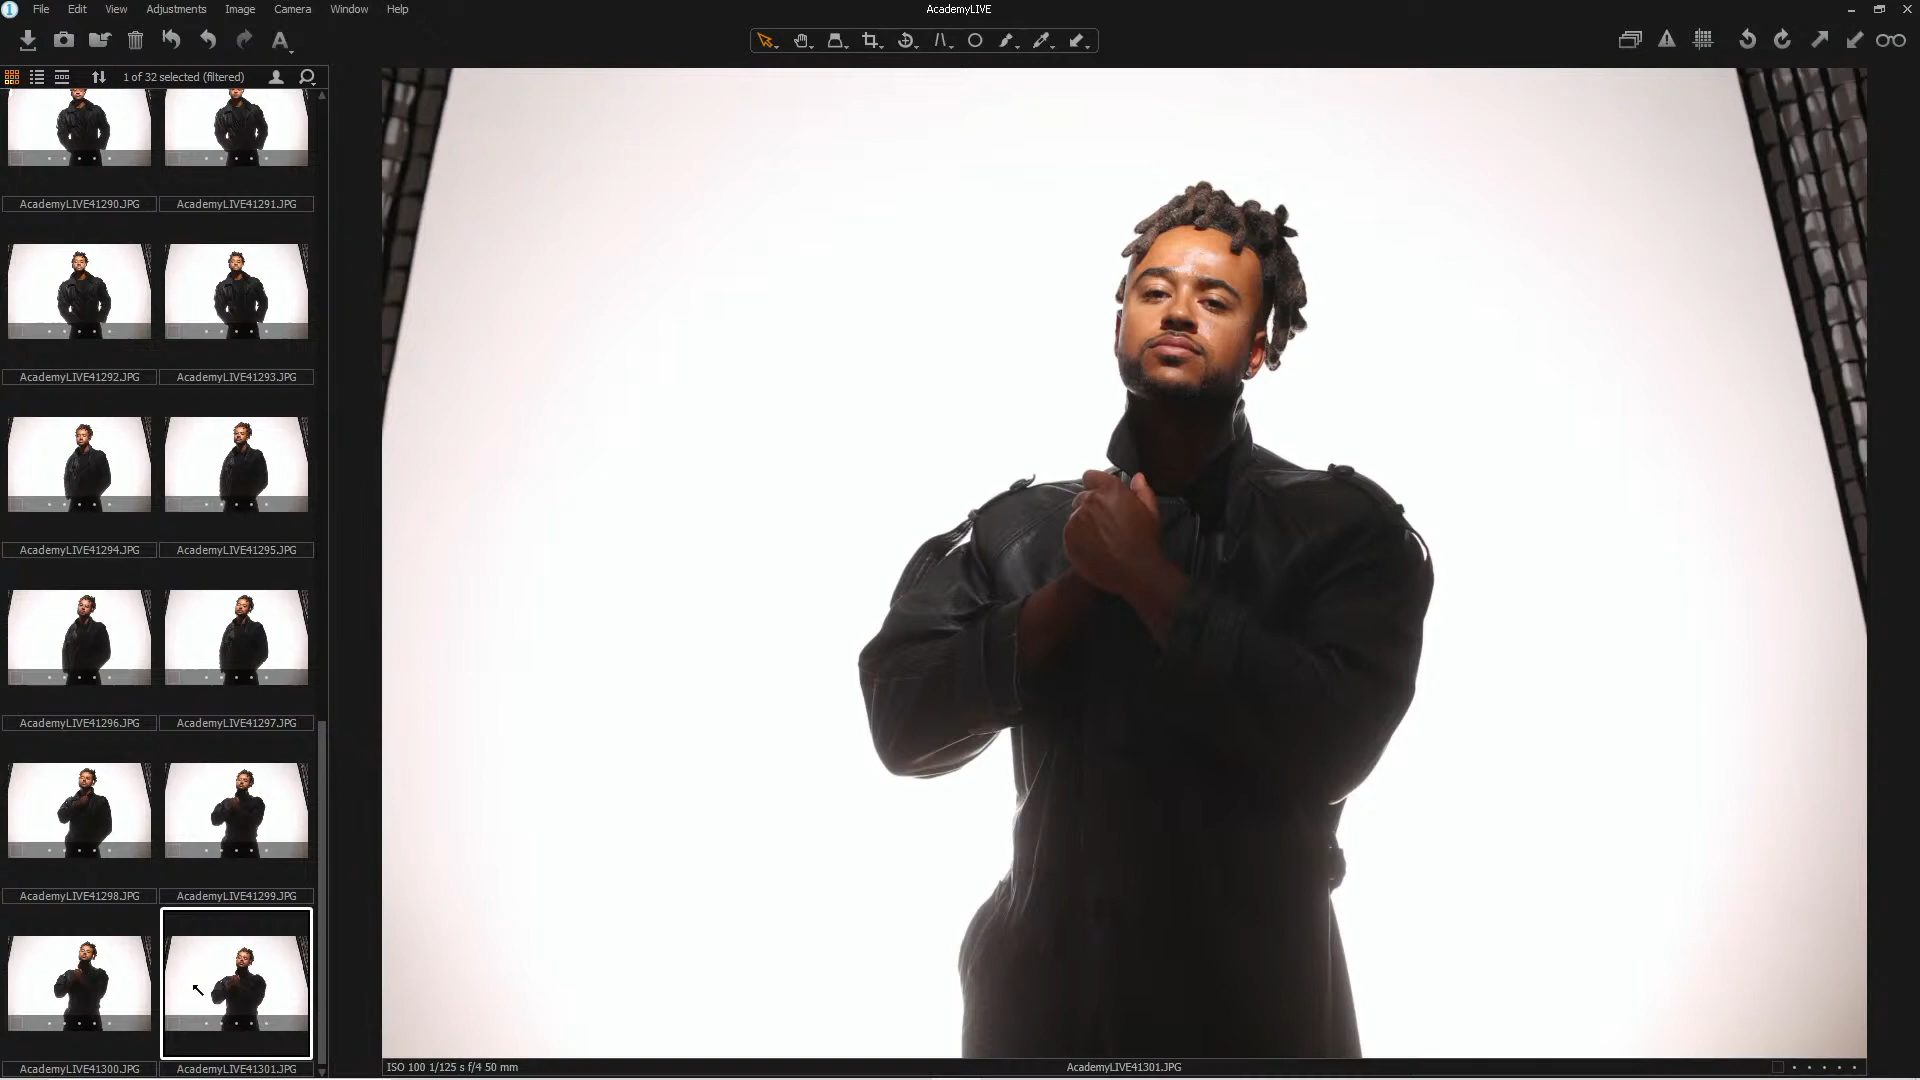 File Edit View Adjustments Image Camera Window Help
AcademyLIVE
1 of 32 selected (filtered)
AcademyLIVE41290.JPG AcademyLIVE41291.JPG
AcademyLIVE41292.JPG AcademyLIVE41293.JPG
AcademyLIVE41294.JPG AcademyLIVE41295.JPG
AcademyLIVE41296.JPG AcademyLIVE41297.JPG
AcademyLIVE41298.JPG AcademyLIVE41299.JPG
AcademyLIVE41300.JPG AcademyLIVE41301.JPG
ISO 100 1/125 s f/4 50 mm
AcademyLIVE41301.JPG